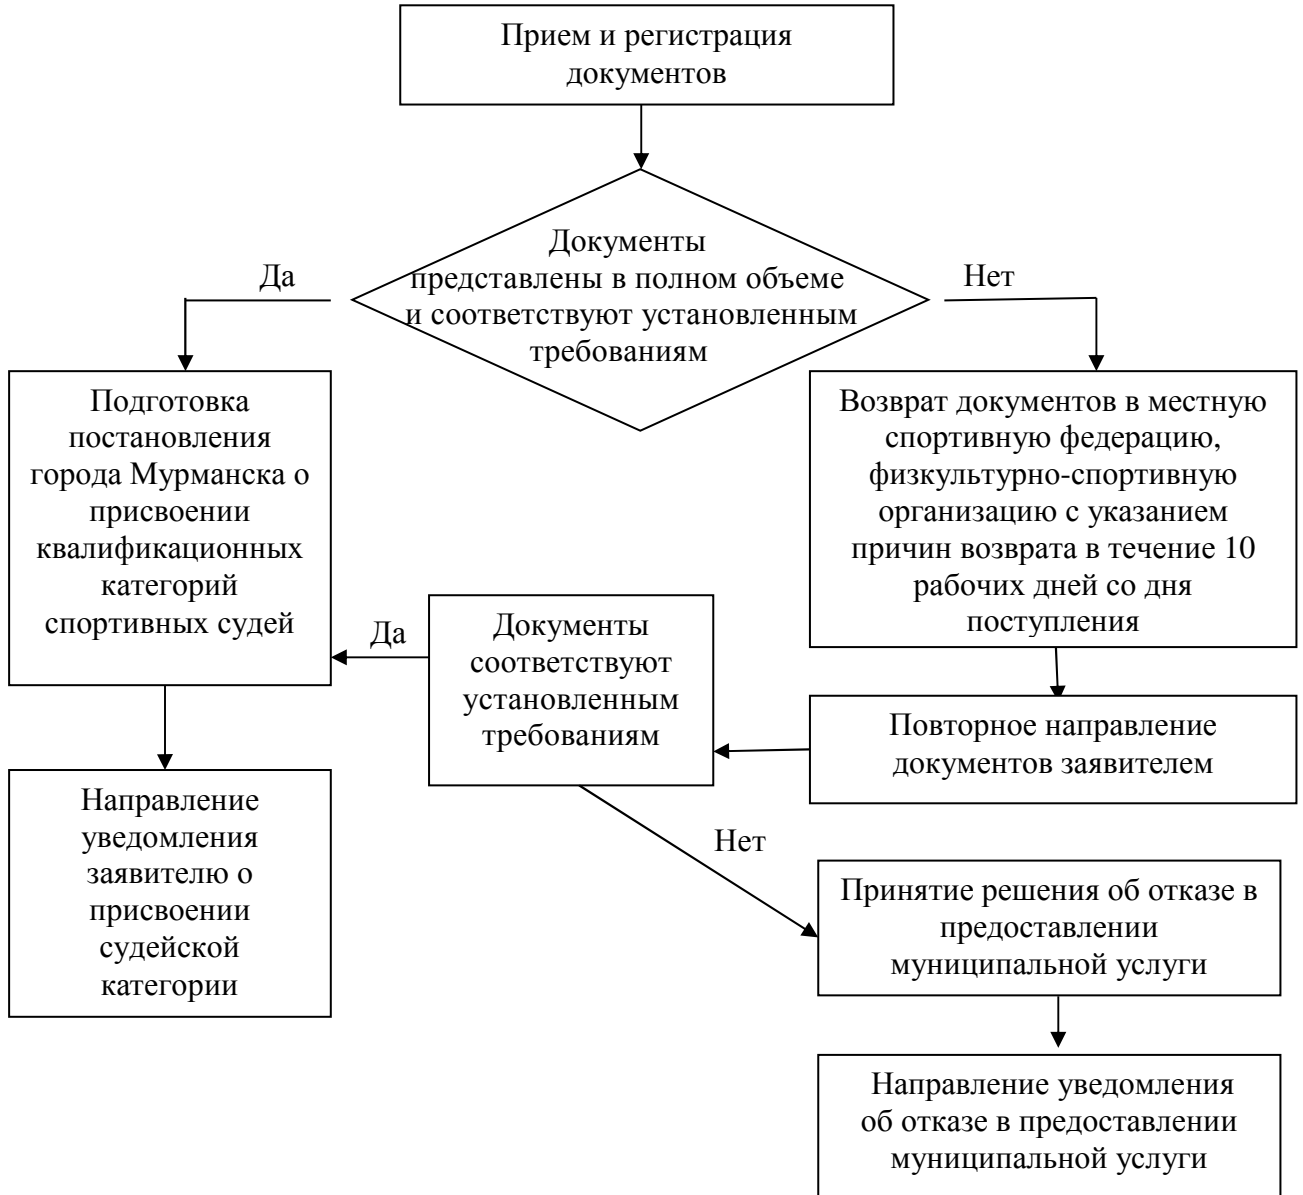 Прием и регистрация
документов
Документы
представлены в полном объеме
и соответствуют установленным
требованиям
Да
Нет
Подготовка
постановления
города Мурманска о
присвоении
квалификационных
категорий
спортивных судей
Возврат документов в местную
спортивную федерацию,
физкультурно-спортивную
организацию с указанием
причин возврата в течение 10
рабочих дней со дня
поступления
Да
Документы
соответствуют
установленным
требованиям
Повторное направление
документов заявителем
Направление
уведомления
заявителю о
присвоении
судейской
категории
Нет
Принятие решения об отказе в
предоставлении
муниципальной услуги
Направление уведомления
об отказе в предоставлении
муниципальной услуги